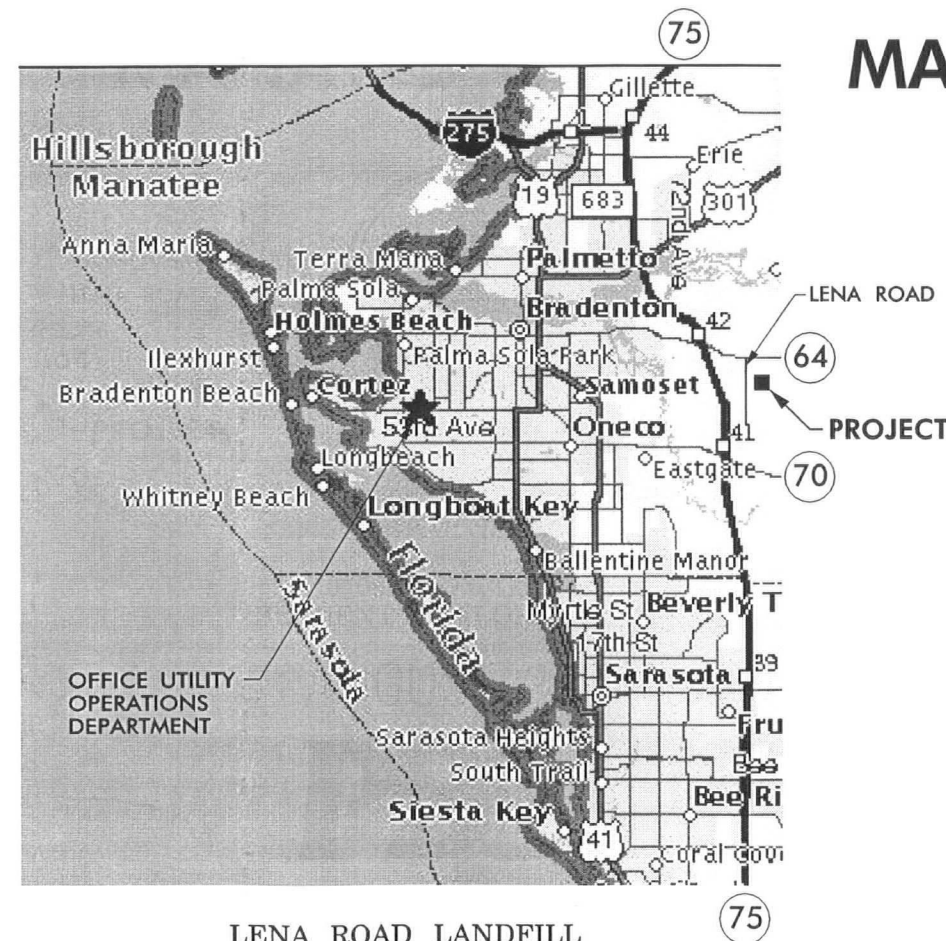 75
MA
Gillette
275
1
44
Hillsborough
Manatee
Erie
19
683
72nd Ave
301
Anna Maria
Terra Mana
Palmetto
Palma Sola
LENA ROAD
Bradenton
Holmes Beach
42
Ilexhurst
Palma Sola Park
64
Bradenton Beach
Cortez
Samoset
53rd Ave
Oneco
PROJECT
41
Longbeach
Eastgate
70
Whitney Beach
Longboat Key
Ballentine Manor
Florida
Sarasota
Myrtle St
Beverly T
17th St
OFFICE UTILITY
OPERATIONS
DEPARTMENT
Sarasota
39
Fru
Sarasota Heights
Bee
South Trail
Bee Ri
Siesta Key
41
Coral Cov
75
LENA ROAD LANDFILL